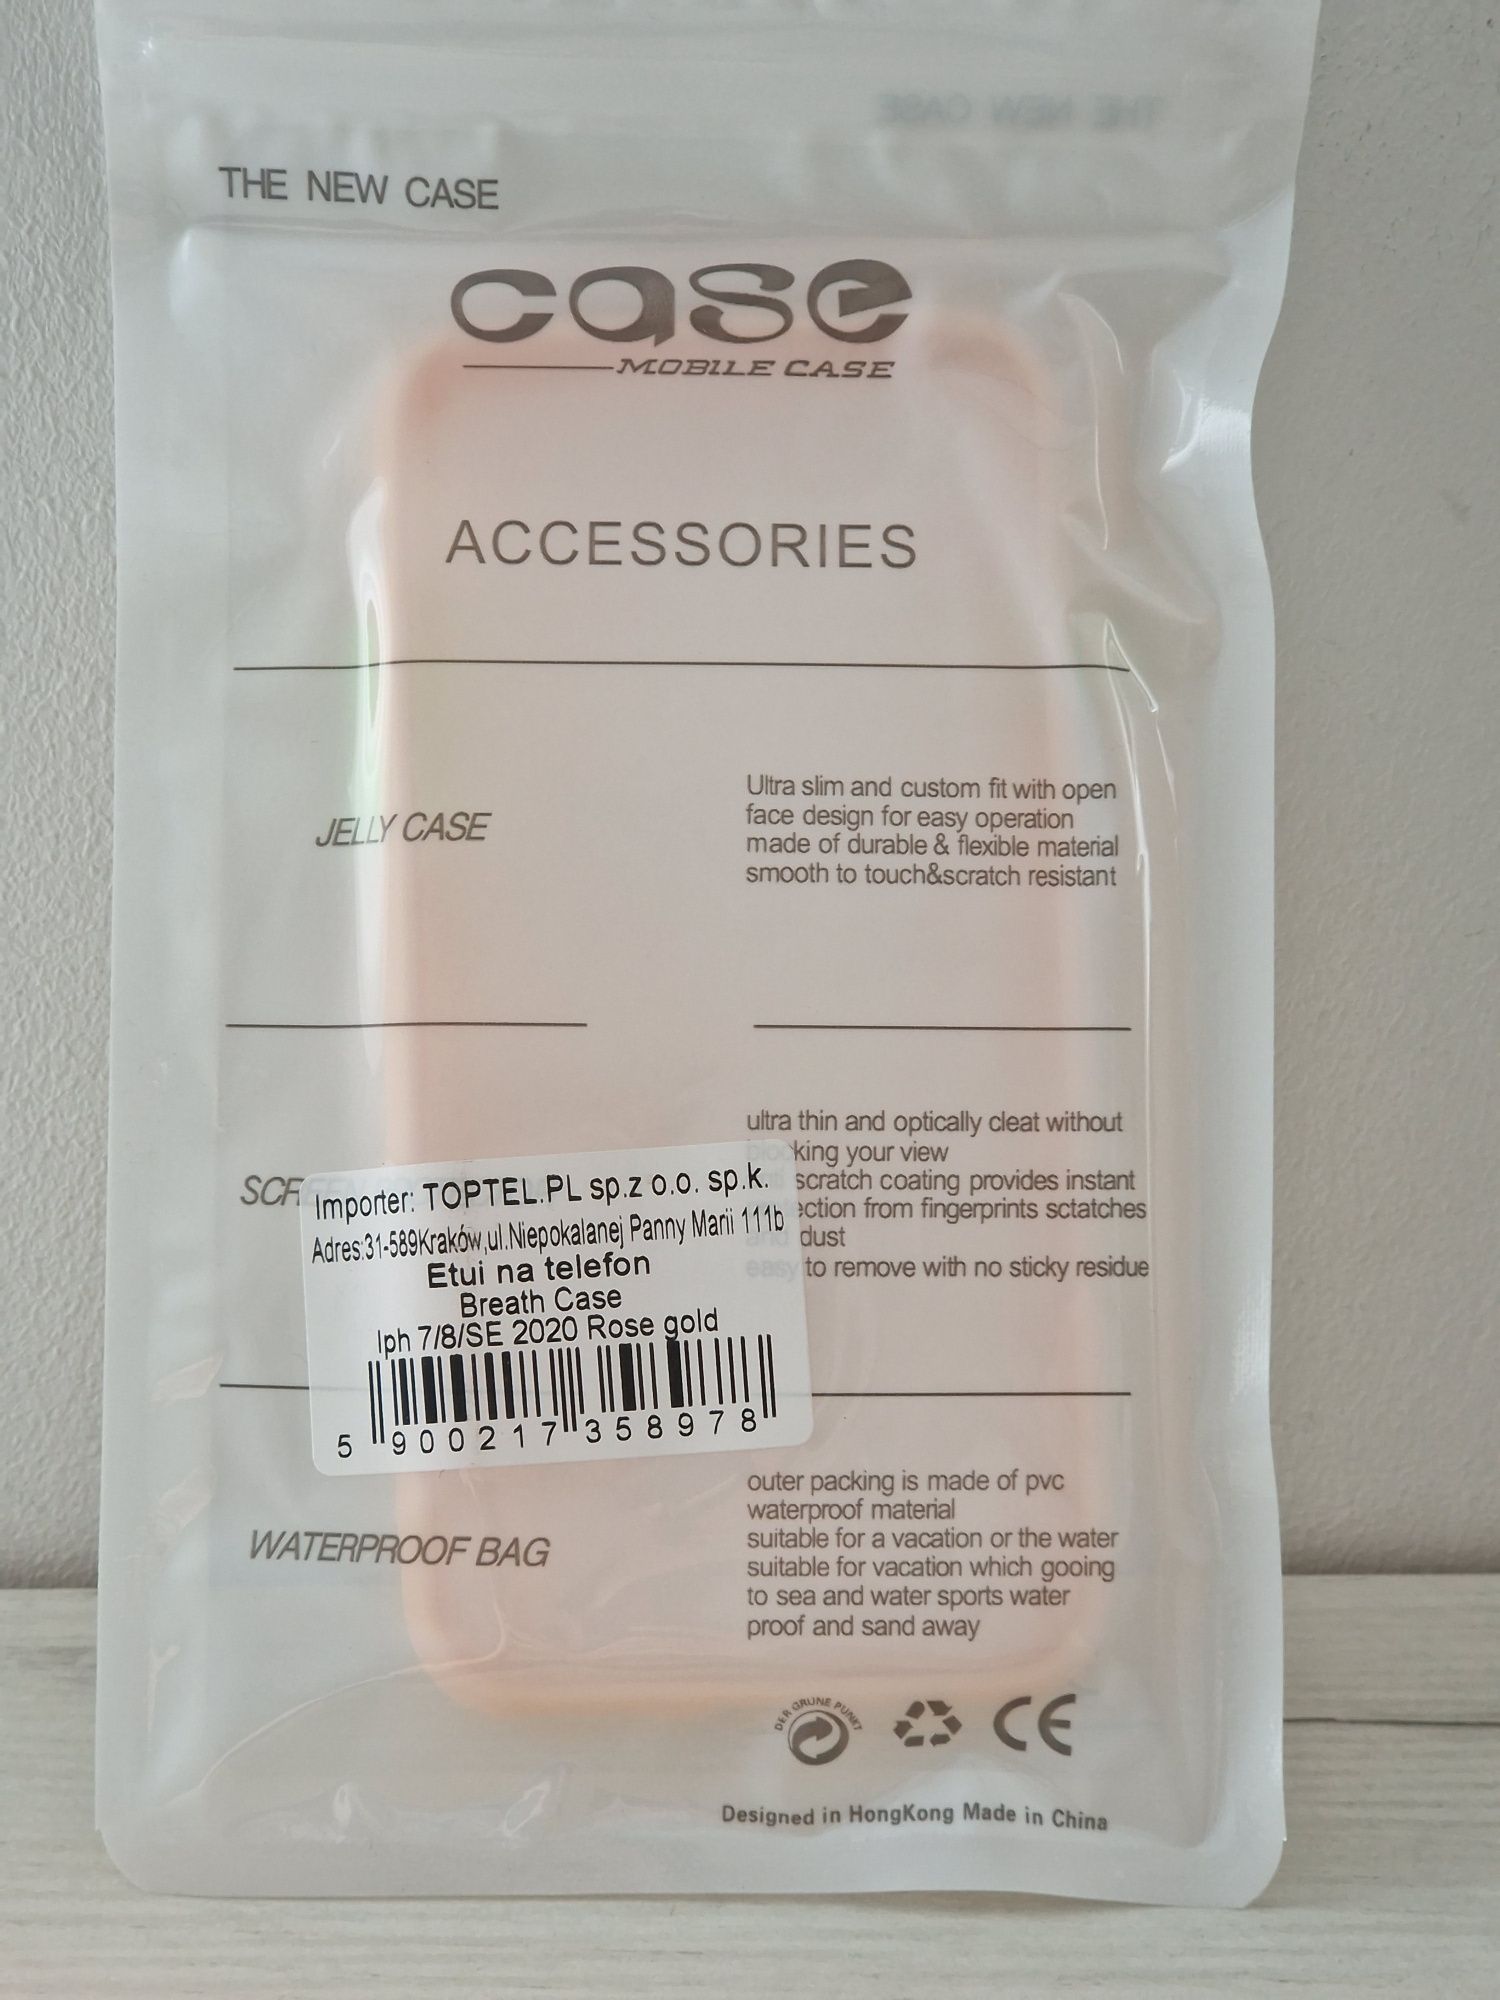 THE NEW CASE
THE NEW CASE
case
MOBILE CASE
ACCESSORIES
JELLY CASE
Ultra slim and custom fit with open
face design for easy operation
made of durable & flexible material
smooth to touch&scratch resistant
ultra thin and optically cleat without
blocking your view
scratch coating provides instant
from fingerprints sctatches
and dust
easy to remove with no sticky residue
Importer: TOPTEL.PL sp.z o.o. sp.k.
Adres:31-589Kraków,ul.Niepokalanej Panny Marii 111b
Etui na telefon
Breath Case
Iph 7/8/SE 2020 Rose gold
5 900217 358978
WATERPROOF BAG
outer packing is made of pvc
waterproof material
suitable for a vacation or the water
suitable for vacation which gooing
to sea and water sports water
proof and sand away
DER GRÜNE PUNKT
CE
Designed in HongKong Made in China